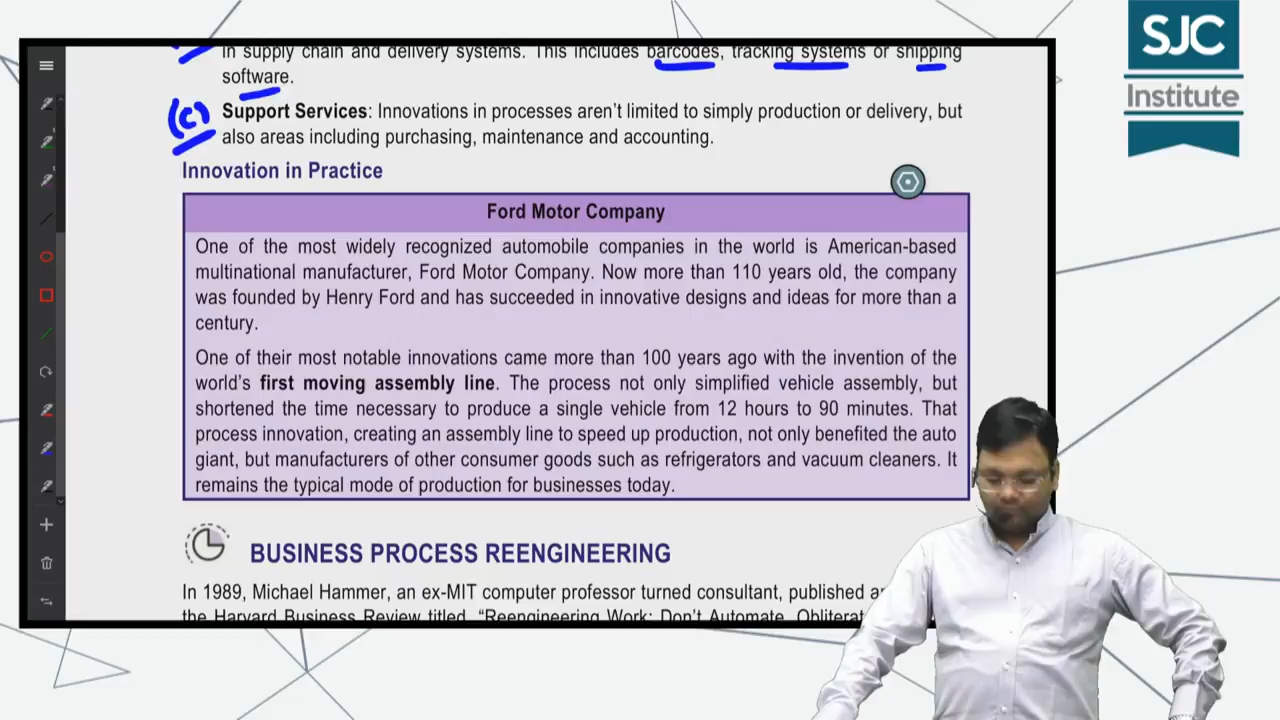 SJC
Institute
in supply chain and delivery systems. This includes barcodes, tracking systems or shipping
software.
(c) Support Services: Innovations in processes aren’t limited to simply production or delivery, but
also areas including purchasing, maintenance and accounting.
Innovation in Practice
Ford Motor Company
One of the most widely recognized automobile companies in the world is American-based
multinational manufacturer, Ford Motor Company. Now more than 110 years old, the company
was founded by Henry Ford and has succeeded in innovative designs and ideas for more than a
century.
One of their most notable innovations came more than 100 years ago with the invention of the
world’s first moving assembly line. The process not only simplified vehicle assembly, but
shortened the time necessary to produce a single vehicle from 12 hours to 90 minutes. That
process innovation, creating an assembly line to speed up production, not only benefited the auto
giant, but manufacturers of other consumer goods such as refrigerators and vacuum cleaners. It
remains the typical mode of production for businesses today.
BUSINESS PROCESS REENGINEERING
In 1989, Michael Hammer, an ex-MIT computer professor turned consultant, published
the Harvard Business Review titled, “Reengineering Work: Don’t Automate,